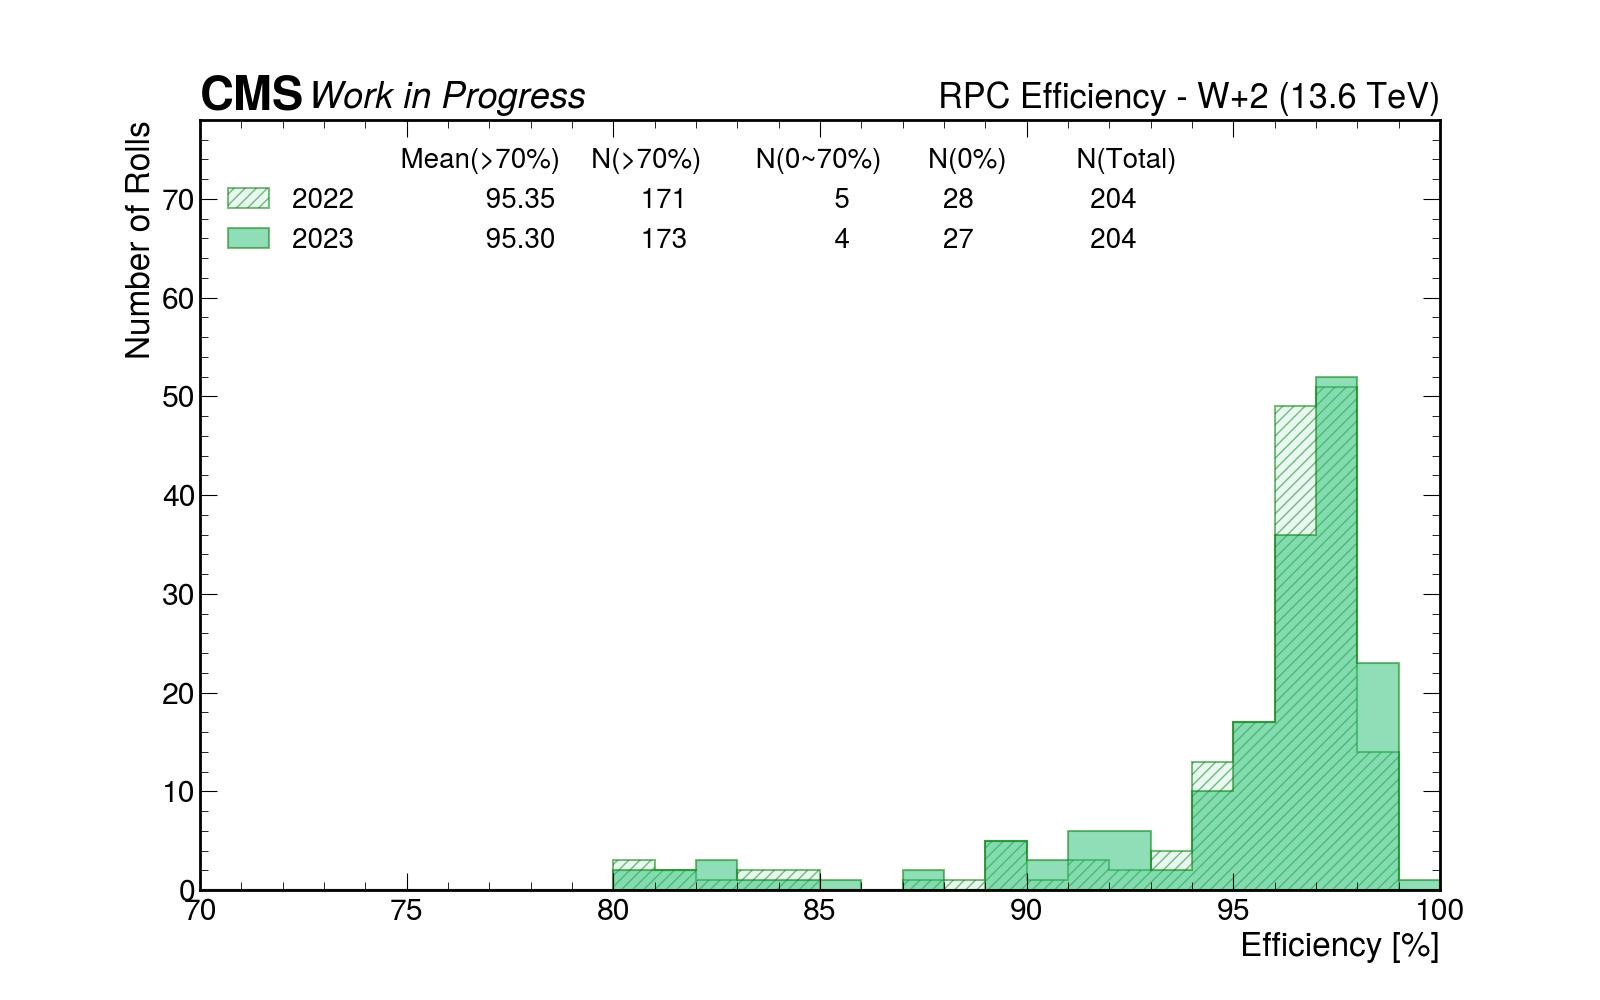 CMS Work in Progress RPC Efficiency - W+2 (13.6 TeV)
Number of Rolls
Mean(>70%) N(>70%) N(0~70%) N(0%) N(Total)
2022 95.35 171 5 28 204
2023 95.30 173 4 27 204
70
60
50
40
30
20
10
0
70 75 80 85 90 95 100
Efficiency [%]